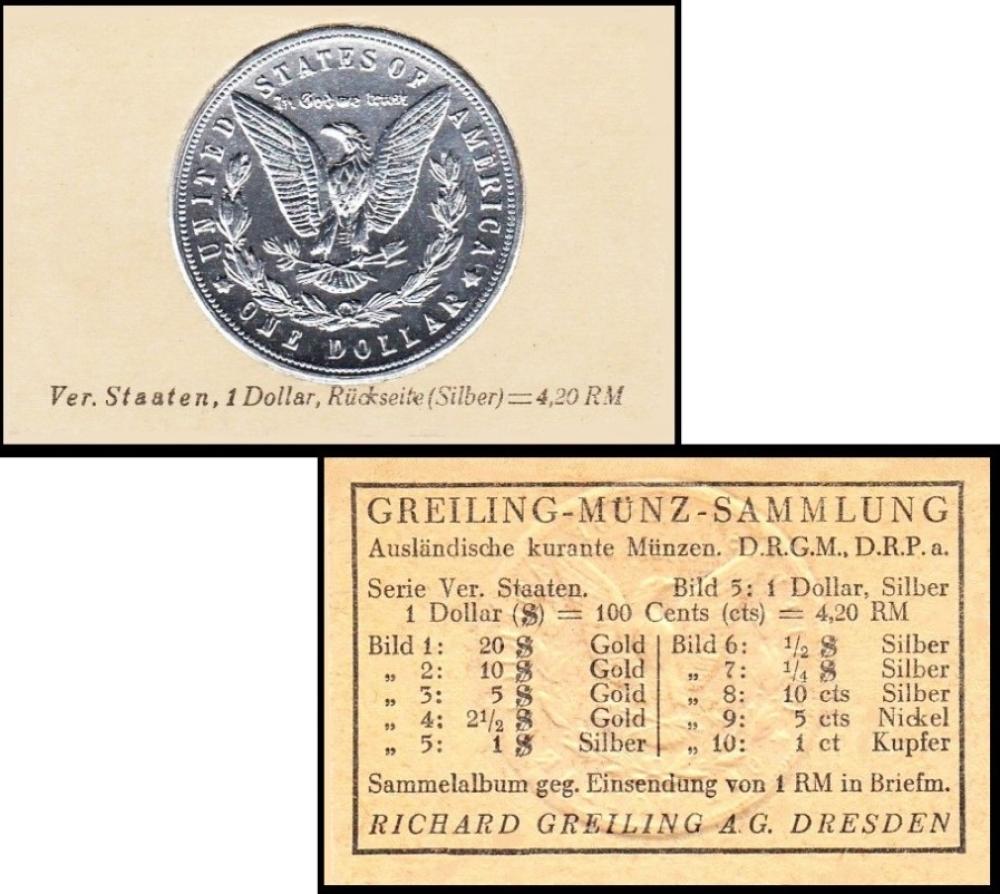 UNITED STATES OF AMERICA
In God we trust
ONE DOLLAR
Ver. Staaten, 1 Dollar, Rückseite (Silber) = 4,20 RM
GREILING-MÜNZ-SAMMLUNG
Ausländische kurante Münzen. D.R.G.M., D.R.P. a.
Serie Ver. Staaten. Bild 5: 1 Dollar, Silber
1 Dollar ($) = 100 Cents (cts) = 4,20 RM
Bild 1: 20 $ Gold Bild 6: 1/2 $ Silber
„ 2: 10 $ Gold „ 7: 1/4 $ Silber
„ 3: 5 $ Gold „ 8: 10 cts Silber
„ 4: 2 1/2 $ Gold „ 9: 5 cts Nickel
„ 5: 1 $ Silber „ 10: 1 ct Kupfer
Sammelalbum geg. Einsendung von 1 RM in Briefm.
RICHARD GREILING A.G. DRESDEN